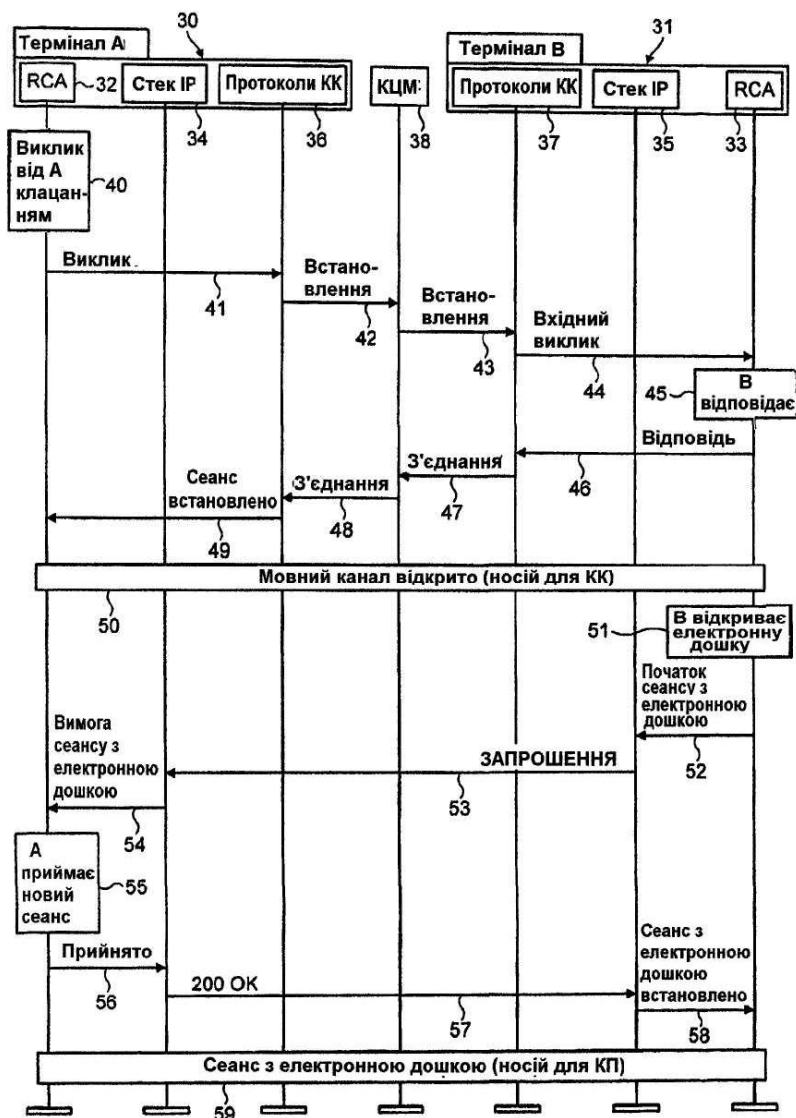 Термінал А
30
Термінал В
31
RCA
32
Стек IP
Протоколи КК
КЦМ
Протоколи КК
Стек IP
RCA
34
36
38
37
35
33
Виклик
від А
клацан-
ням
40
Виклик
41
Встано-
влення
42
Встано-
влення
43
Вхідний
виклик
44
45
В
відповідає
Відповідь
46
З'єднання
47
З'єднання
48
Сеанс
встановлено
49
Мовний канал відкрито (носій для КК)
50
51
В відкриває
електронну
дошку
Початок
сеансу з
електронною
дошкою
52
ЗАПРОШЕННЯ
53
Вимога
сеансу з
електронною
дошкою
54
А
приймає
новий
сеанс
55
Прийнято
56
200 OK
57
Сеанс з
електронною
дошкою
встановлено
58
Сеанс з електронною дошкою (носій для КП)
59